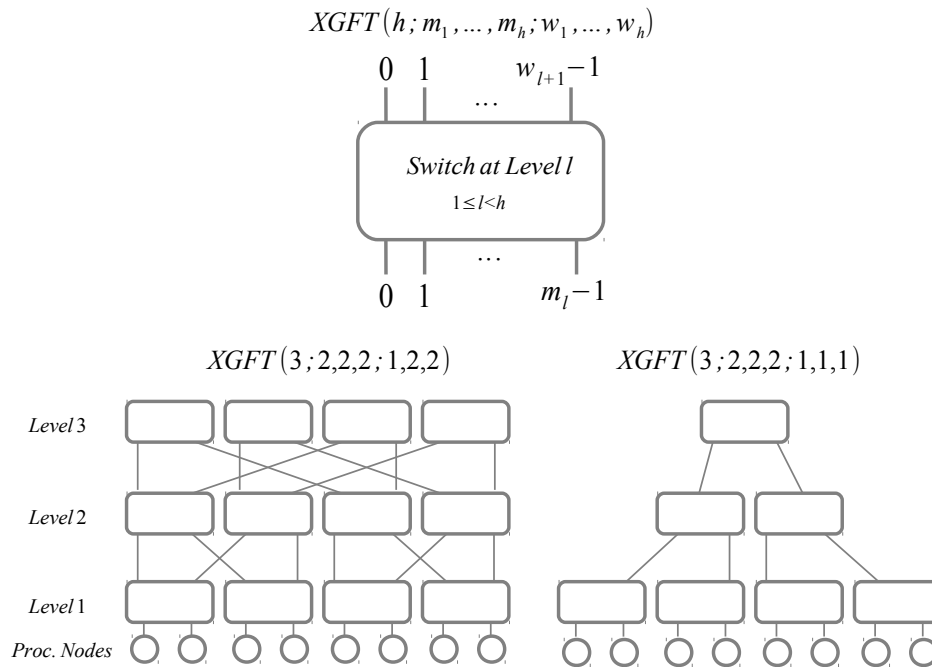 XGFT(h; m₁,..., mₕ; w₁,..., wₕ)
0 1 wₗ₊₁−1
...
Switch at Level l
1≤l<h
...
0 1 mₗ−1
XGFT(3; 2,2,2; 1,2,2) XGFT(3; 2,2,2; 1,1,1)
Level 3
Level 2
Level 1
Proc. Nodes